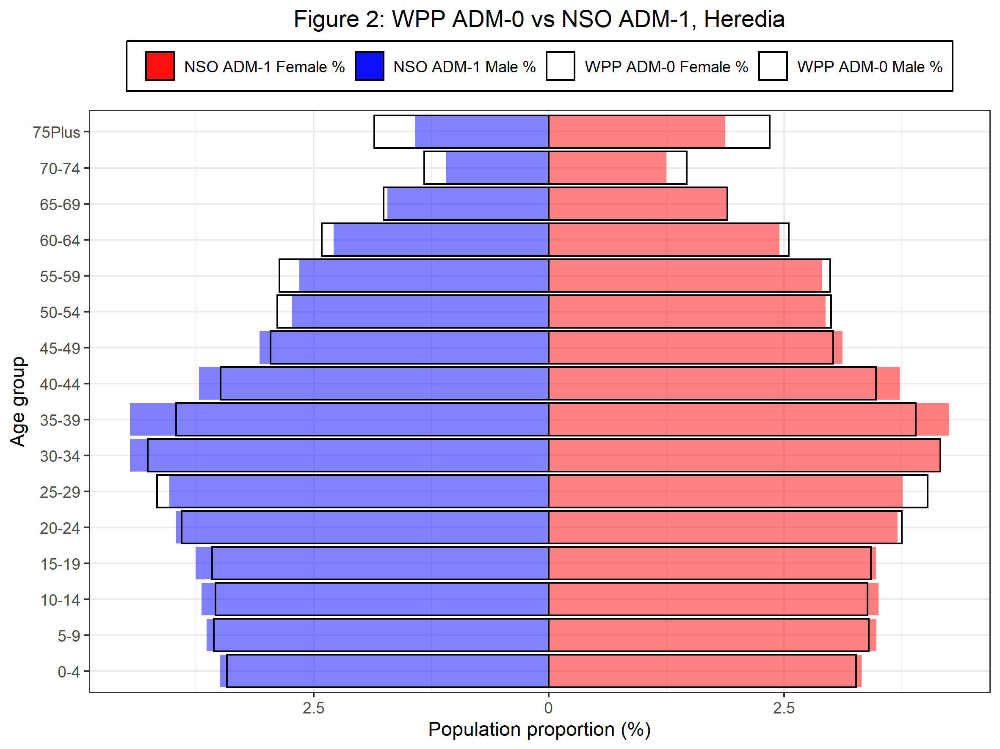 Figure 2: WPP ADM-0 vs NSO ADM-1, Heredia
NSO ADM-1 Female % NSO ADM-1 Male % WPP ADM-0 Female % WPP ADM-0 Male %
75Plus
70-74
65-69
60-64
55-59
50-54
45-49
40-44
35-39
30-34
25-29
20-24
15-19
10-14
5-9
0-4
Age group
2.5 0 2.5
Population proportion (%)